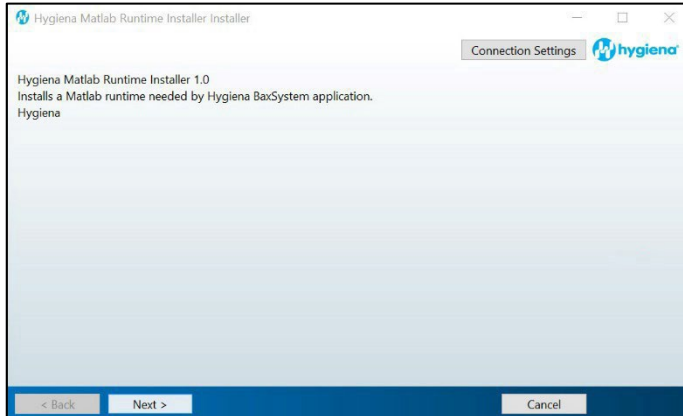 Hygiena Matlab Runtime Installer Installer
Connection Settings
hygiena
Hygiena Matlab Runtime Installer 1.0
Installs a Matlab runtime needed by Hygiena BaxSystem application.
Hygiena
< Back
Next >
Cancel